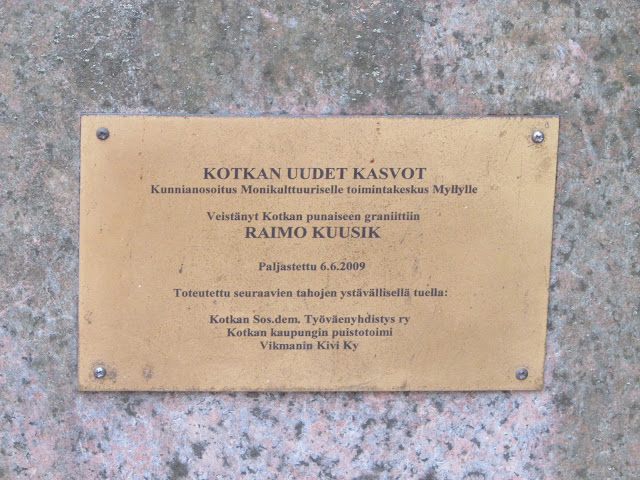 KOTKAN UUDET KASVOT
Kunnianosoitus Monikulttuuriselle toimintakeskus Myllylle
Veistänyt Kotkan punaiseen graniittiin
RAIMO KUUSIK
Paljastettu 6.6.2009
Toteutettu seuraavien tahojen ystävällisellä tuella:
Kotkan Sos.dem. Työväenyhdistys ry
Kotkan kaupungin puistotoimi
Vikmanin Kivi Ky